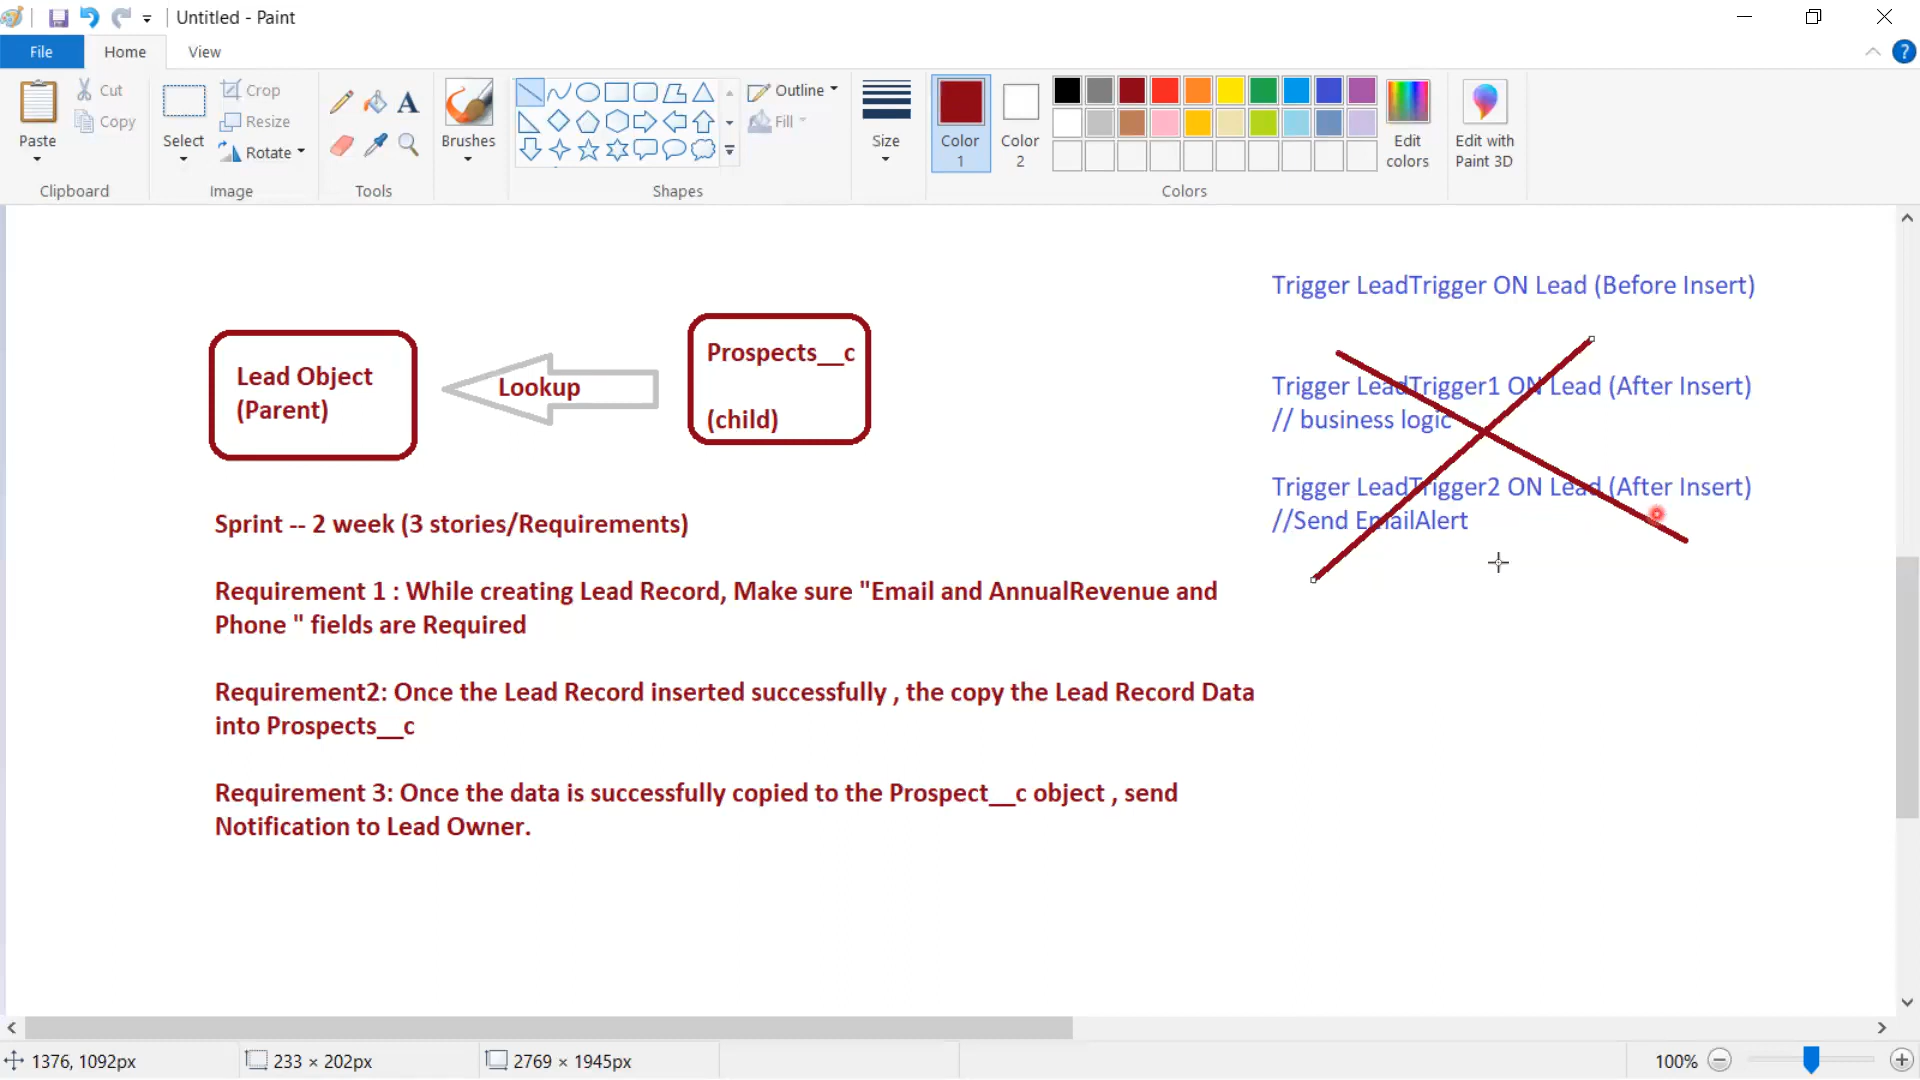 Untitled - Paint
File
Home
View
Paste
Cut
Copy
Clipboard
Select
Crop
Resize
Rotate
Image
A
Tools
Brushes
Shapes
Outline
Fill
Size
Color
1
Color
2
Colors
Edit
colors
Edit with
Paint 3D
?
Lead Object
(Parent)
Lookup
Prospects__c
(child)
Sprint -- 2 week (3 stories/Requirements)
Requirement 1 : While creating Lead Record, Make sure "Email and AnnualRevenue and
Phone " fields are Required
Requirement2: Once the Lead Record inserted successfully , the copy the Lead Record Data
into Prospects__c
Requirement 3: Once the data is successfully copied to the Prospect__c object , send
Notification to Lead Owner.
Trigger LeadTrigger ON Lead (Before Insert)
Trigger LeadTrigger1 ON Lead (After Insert)
// business logic
Trigger LeadTrigger2 ON Lead (After Insert)
//Send EmailAlert
1376, 1092px
233 × 202px
2769 × 1945px
100%